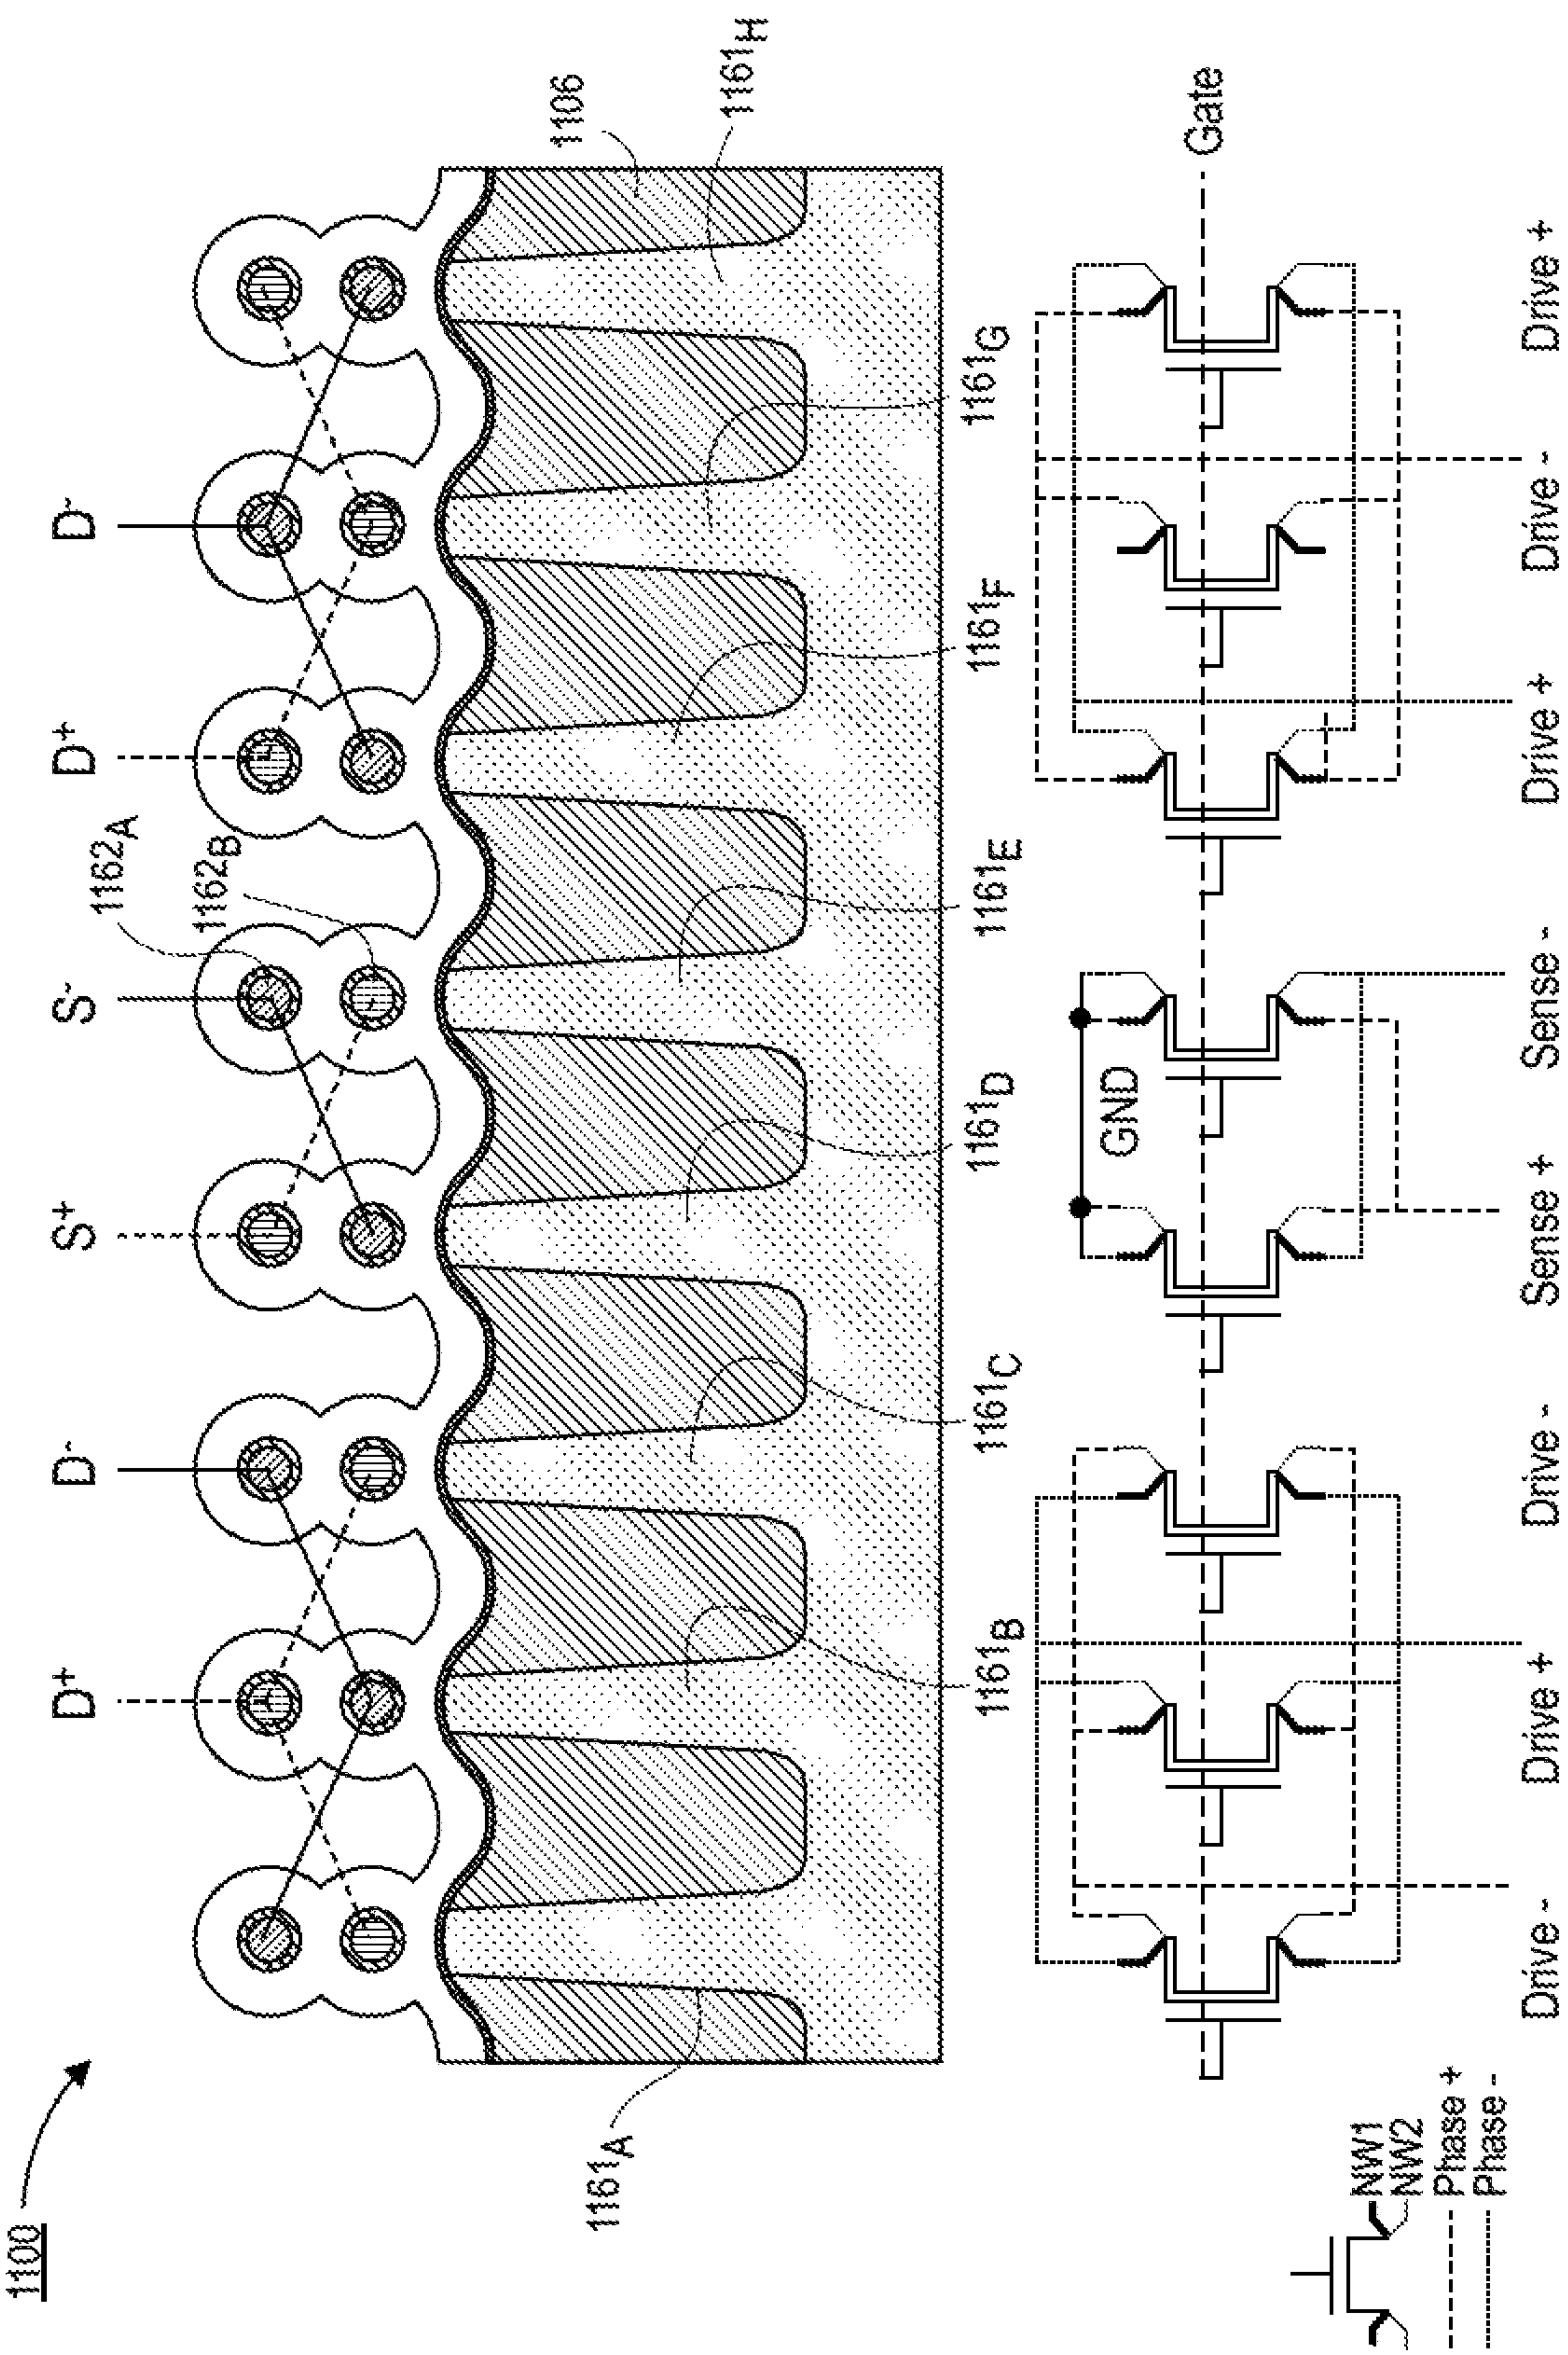 1100
D+
D-
S+
S-
D+
D-
1162A
1162B
1106
1161A
1161B
1161C
1161D
1161E
1161F
1161G
1161H
GND
Gate
NW1
NW2
Phase +
Phase -
Drive -
Drive +
Drive -
Sense +
Sense -
Drive +
Drive -
Drive +